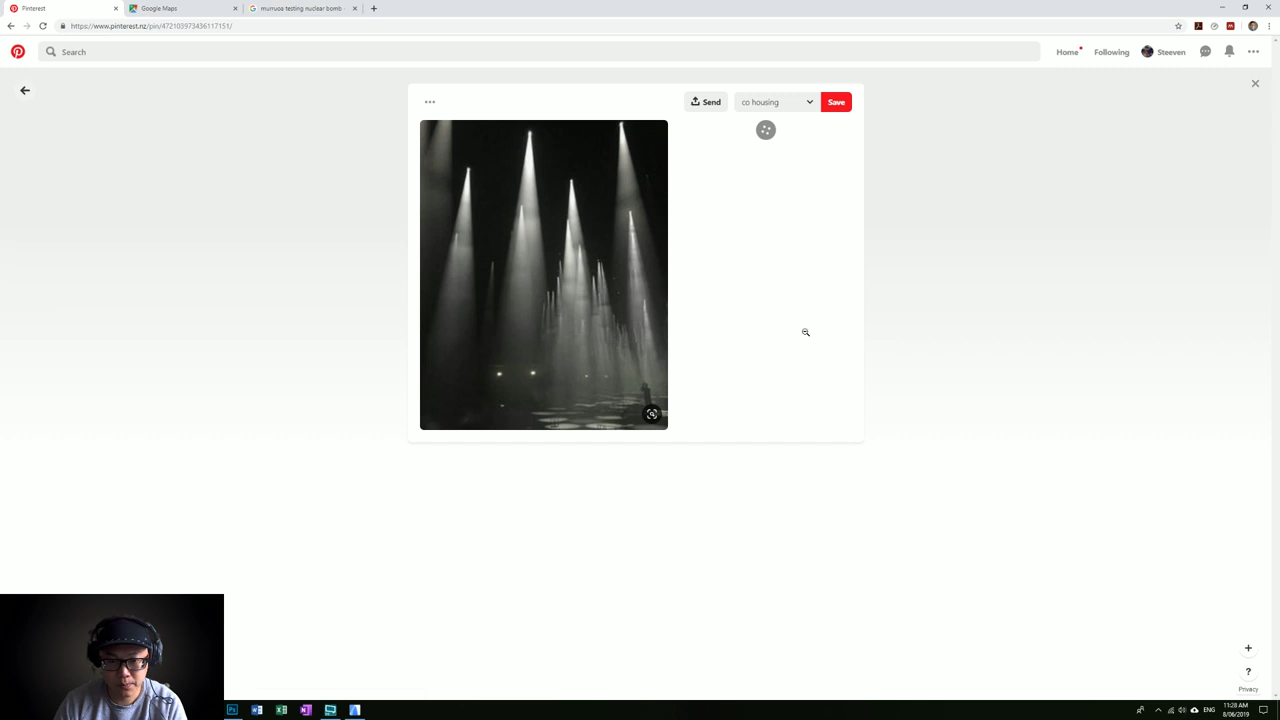 Pinterest
Google Maps
murruoa testing nuclear bomb -
https://www.pinterest.nz/pin/472103973436117151/
Search
Home
Following
Steeven
Send
co housing
Save
Privacy
ENG
11:28 AM
8/06/2019